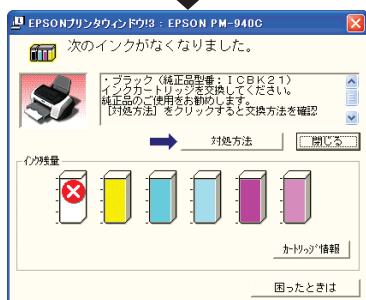 EPSONプリンタウィンドウ!3 : EPSON PM-940C
次のインクがなくなりました。
・ブラック (純正品型番：ＩＣＢＫ２１)
インクカートリッジを交換してください。
純正品のご使用をお勧めします。
[対処方法] をクリックすると交換方法を確認
対処方法
閉じる
インク残量
カートリッジ情報
困ったときは